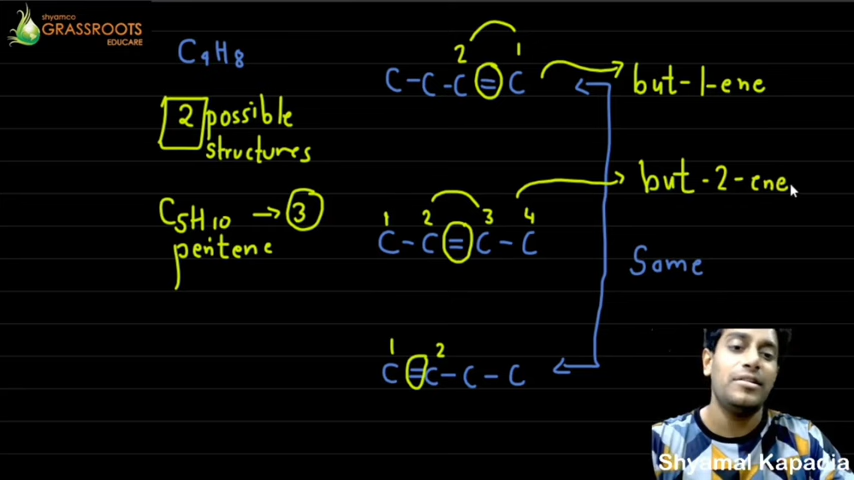 shyamco
GRASSROOTS
EDUCARE
C4H8
2 possible
structures
C5H10 → 3
pentene
2 1
C-C-C=C → but-1-ene
1 2 3 4
C-C=C-C → but-2-ene
Same
1 2
C=C-C-C
Shyamal Kapadia